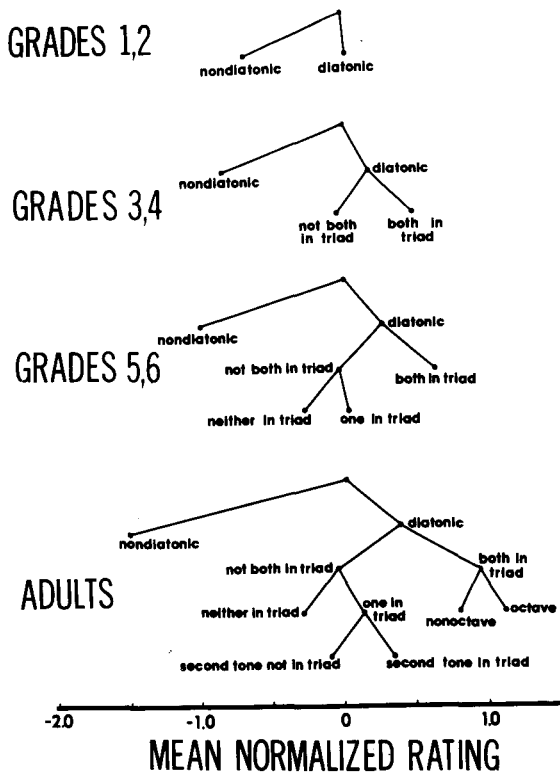 GRADES 1,2
nondiatonic
diatonic
GRADES 3,4
nondiatonic
diatonic
not both
in triad
both in
triad
GRADES 5,6
nondiatonic
diatonic
not both in triad
both in triad
neither in triad
one in triad
ADULTS
nondiatonic
diatonic
not both in triad
both in
triad
neither in triad
one in
triad
nonoctave
octave
second tone not in triad
second tone in triad
-2.0
-1.0
0
1.0
MEAN NORMALIZED RATING